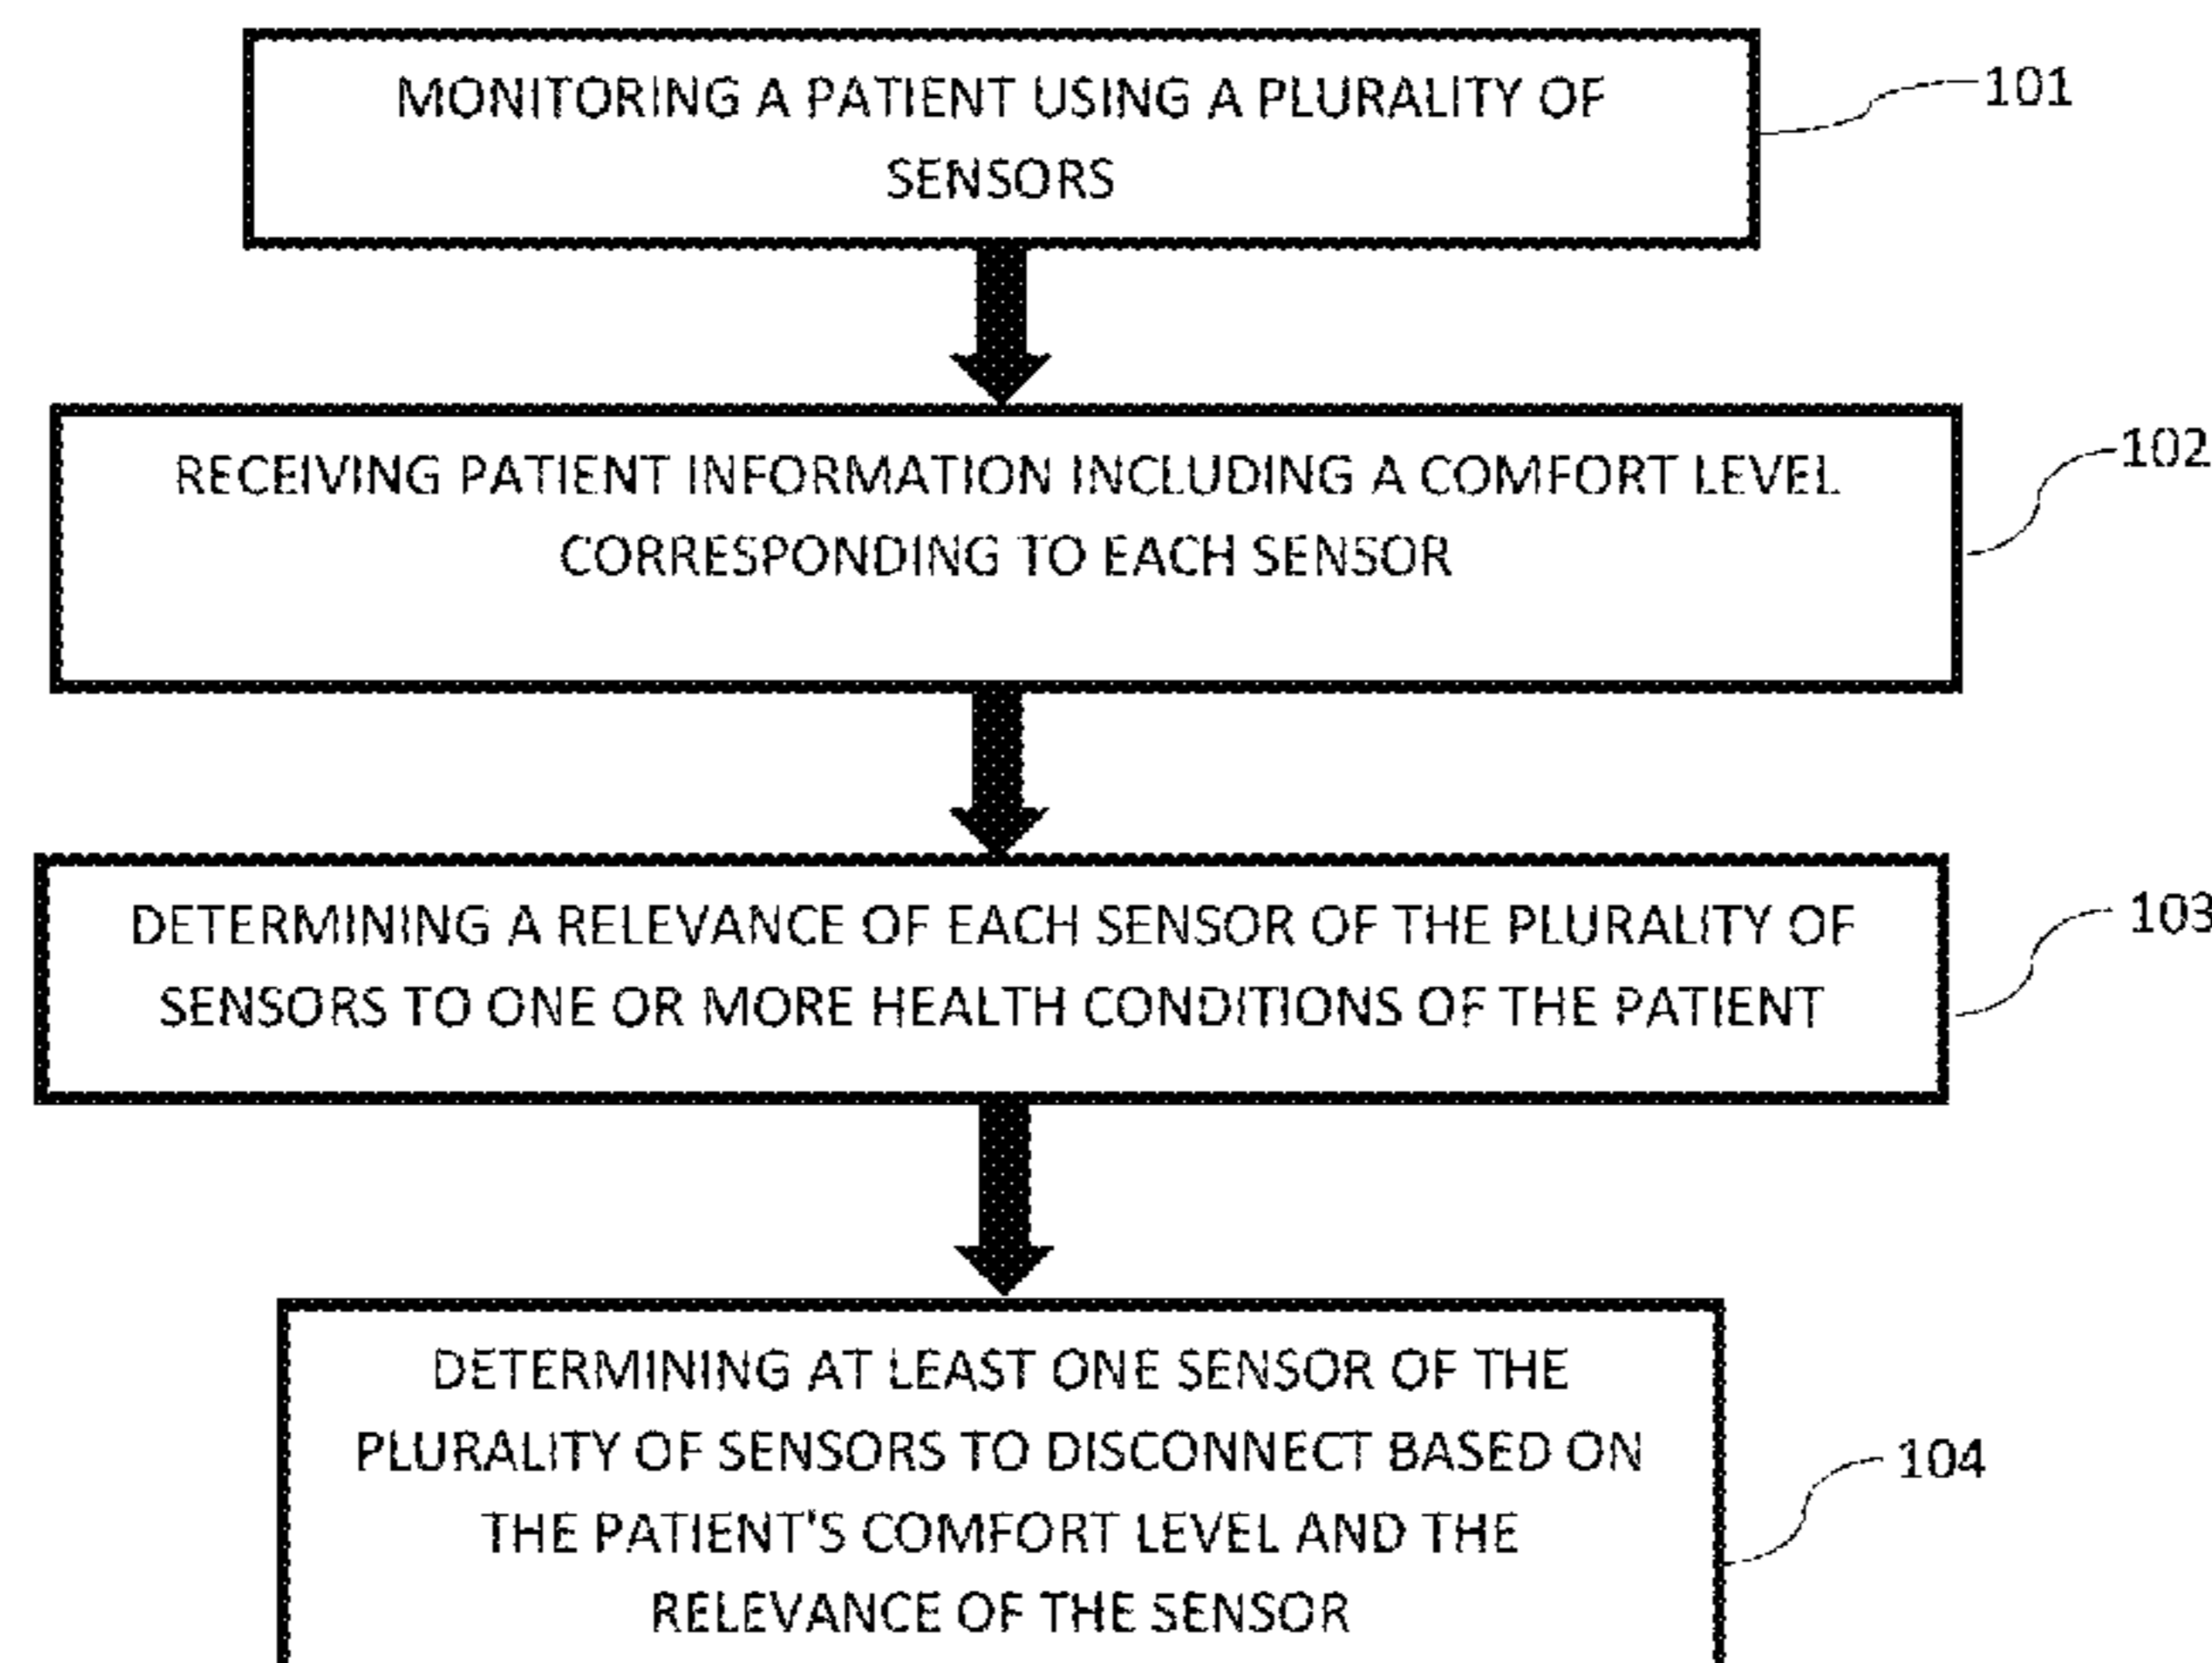 MONITORING A PATIENT USING A PLURALITY OF
SENSORS
101
RECEIVING PATIENT INFORMATION INCLUDING A COMFORT LEVEL
CORRESPONDING TO EACH SENSOR
102
DETERMINING A RELEVANCE OF EACH SENSOR OF THE PLURALITY OF
SENSORS TO ONE OR MORE HEALTH CONDITIONS OF THE PATIENT
103
DETERMINING AT LEAST ONE SENSOR OF THE
PLURALITY OF SENSORS TO DISCONNECT BASED ON
THE PATIENT'S COMFORT LEVEL AND THE
RELEVANCE OF THE SENSOR
104